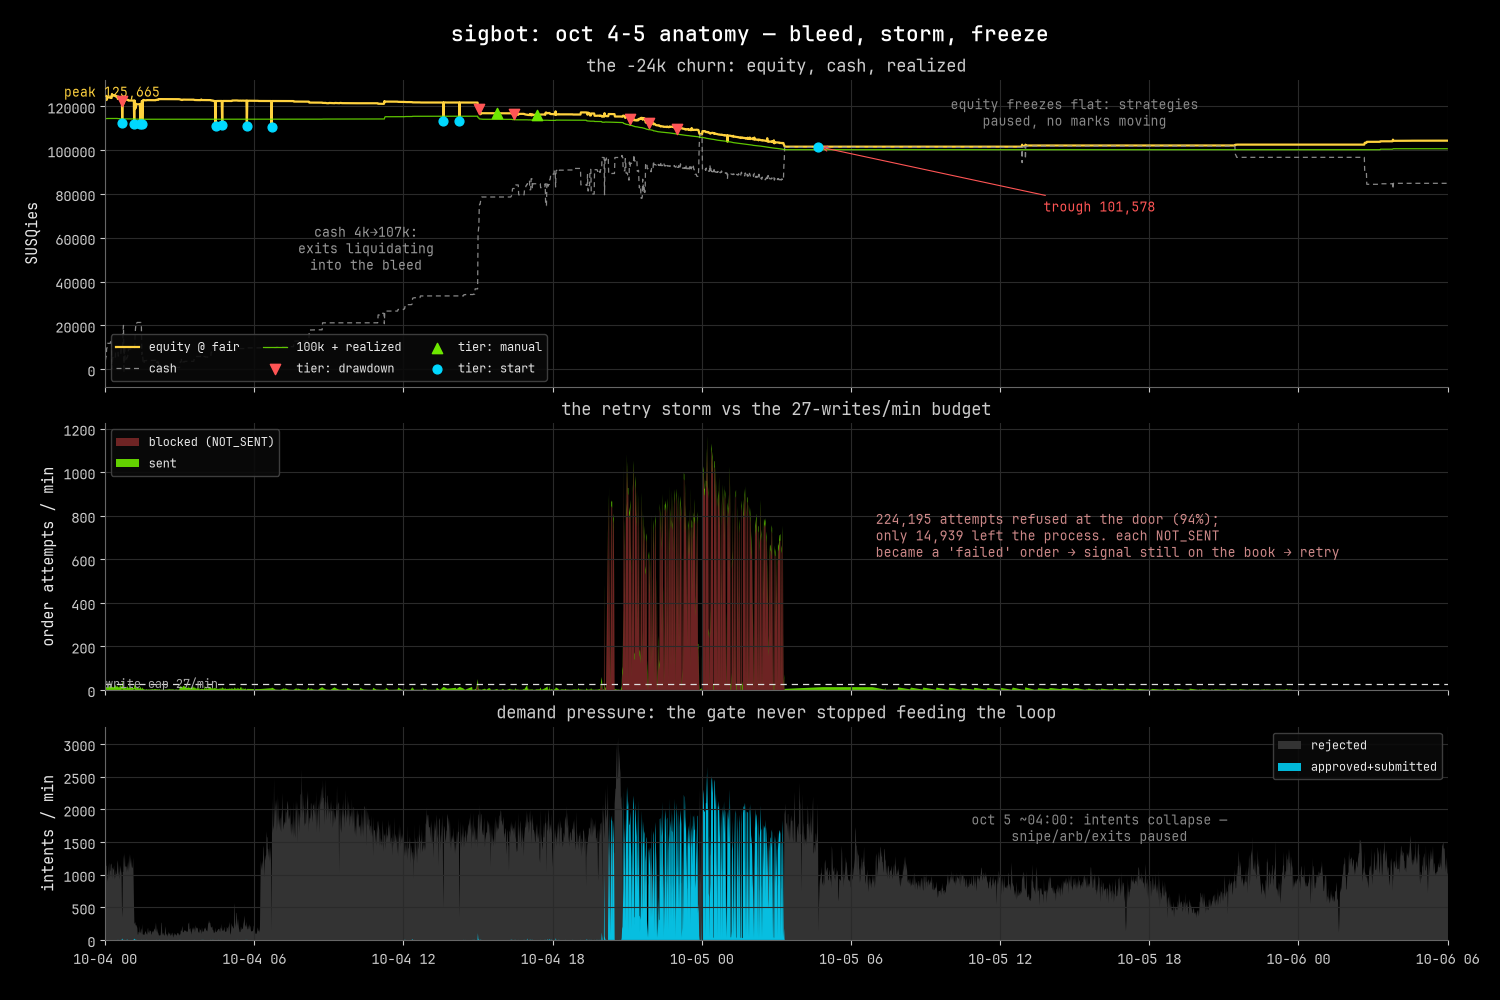 sigbot: oct 4-5 anatomy — bleed, storm, freeze
the -24k churn: equity, cash, realized
peak 125,665
equity freezes flat: strategies
paused, no marks moving
trough 101,578
cash 4k→107k:
exits liquidating
into the bleed
SUSQies
120000
100000
80000
60000
40000
20000
0
equity @ fair
cash
100k + realized
tier: drawdown
tier: manual
tier: start
the retry storm vs the 27-writes/min budget
order attempts / min
1200
1000
800
600
400
200
0
blocked (NOT_SENT)
sent
224,195 attempts refused at the door (94%);
only 14,939 left the process. each NOT_SENT
became a 'failed' order → signal still on the book → retry
write cap 27/min
demand pressure: the gate never stopped feeding the loop
intents / min
3000
2500
2000
1500
1000
500
0
rejected
approved+submitted
oct 5 ~04:00: intents collapse —
snipe/arb/exits paused
10-04 00
10-04 06
10-04 12
10-04 18
10-05 00
10-05 06
10-05 12
10-05 18
10-06 00
10-06 06